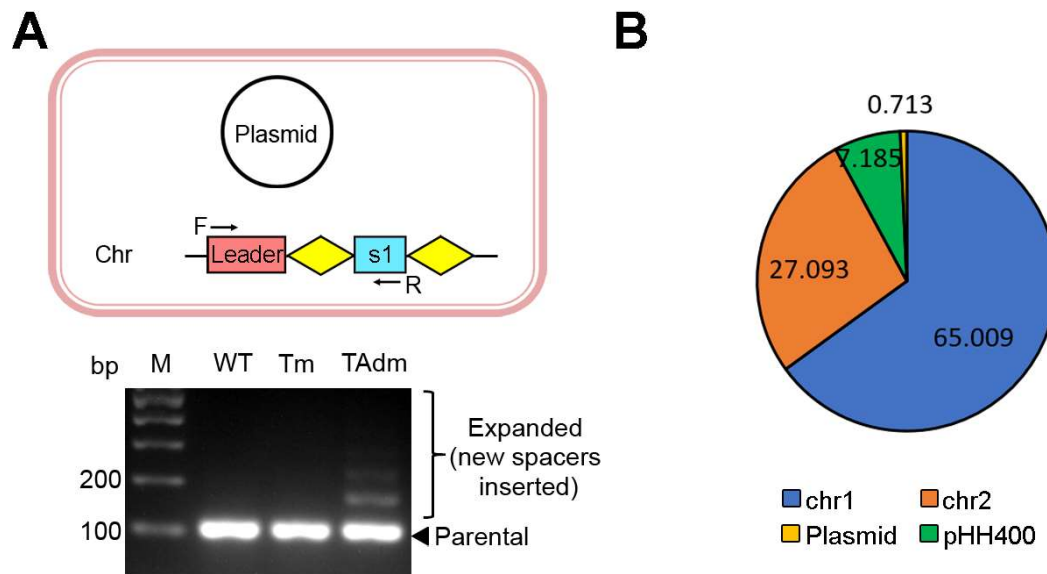 A
B
Plasmid
F
Chr
Leader
s1
R
bp
M
WT
Tm
TAdm
200
100
Expanded
(new spacers
inserted)
Parental
0.713
7.185
27.093
65.009
chr1
chr2
Plasmid
pHH400